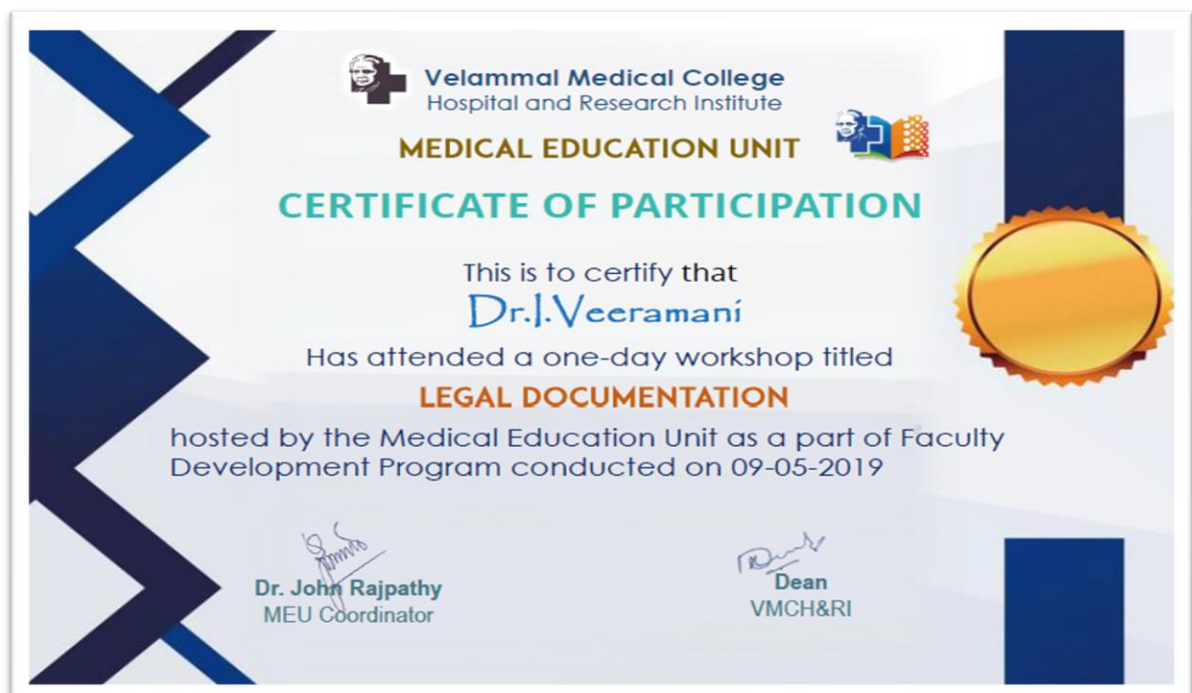 Velammal Medical College
Hospital and Research Institute
MEDICAL EDUCATION UNIT
CERTIFICATE OF PARTICIPATION
This is to certify that
Dr.I.Veeramani
Has attended a one-day workshop titled
LEGAL DOCUMENTATION
hosted by the Medical Education Unit as a part of Faculty
Development Program conducted on 09-05-2019
Dr. John Rajpathy
MEU Coordinator
Dean
VMCH&RI